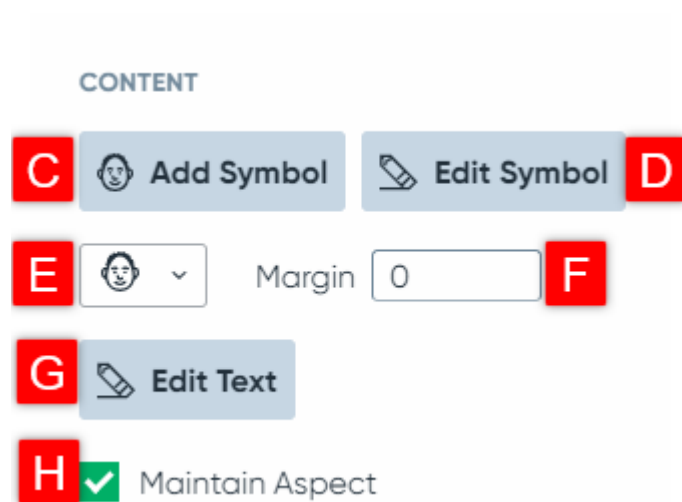 CONTENT
C Add Symbol Edit Symbol D
E Margin 0 F
G Edit Text
H Maintain Aspect